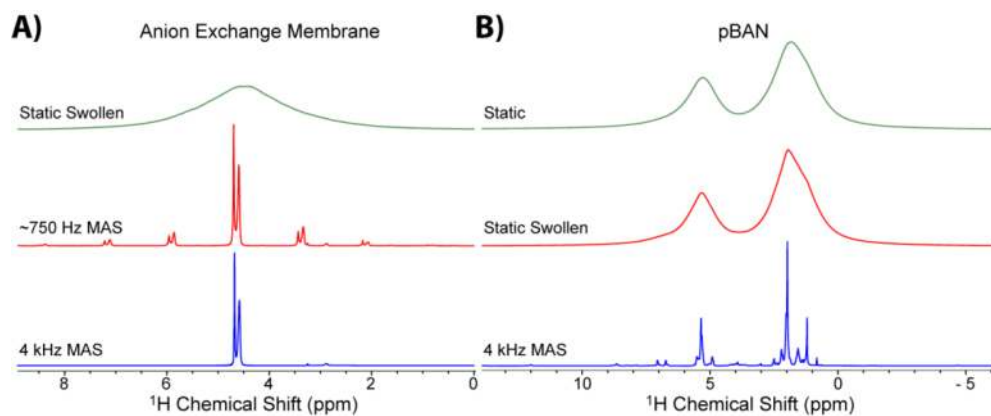 A) Anion Exchange Membrane
Static Swollen
~750 Hz MAS
4 kHz MAS
8 6 4 2 0
¹H Chemical Shift (ppm)
B) pBAN
Static
Static Swollen
4 kHz MAS
10 5 0 -5
¹H Chemical Shift (ppm)